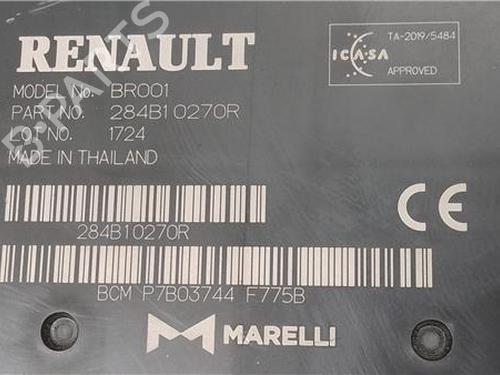 RENAULT
MODEL No. BR001
PART NO. 284B10270R
LOT NO. 1724
MADE IN THAILAND
ICASA
TA-2019/5484
APPROVED
284B10270R
CE
BCM P7B03744 F775B
MARELLI
B-PARTS